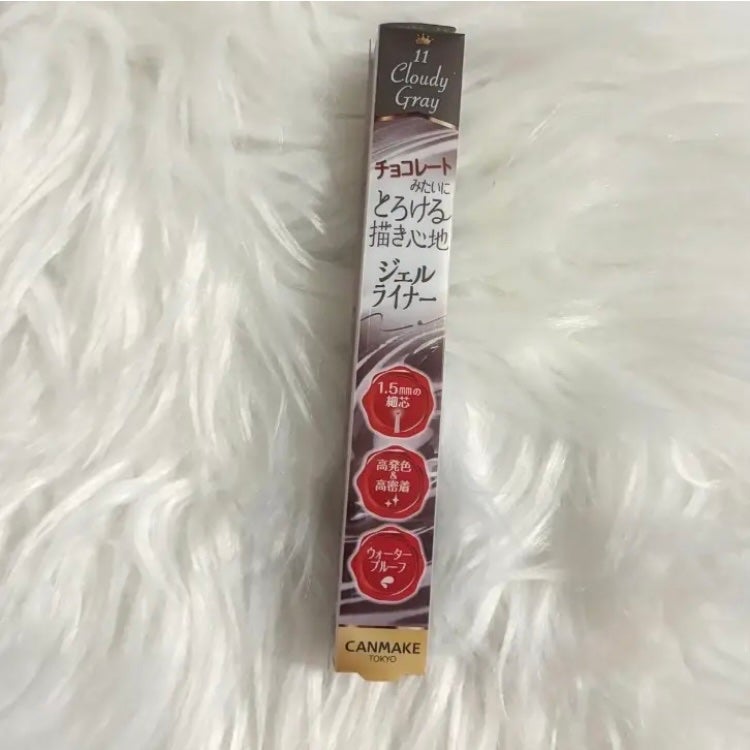 11
Cloudy
Gray
チョコレート
みたいに
とろける
描き心地
ジェル
ライナー
1.5mmの
細芯
高発色
&
高密着
ウォーター
プルーフ
CANMAKE
TOKYO